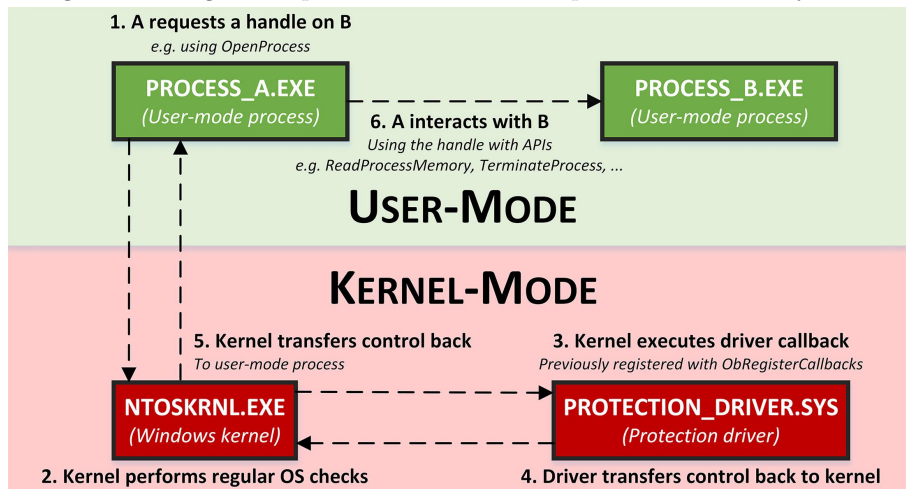 1. A requests a handle on B
e.g. using OpenProcess
PROCESS_A.EXE
(User-mode process)
PROCESS_B.EXE
(User-mode process)
6. A interacts with B
Using the handle with APIs
e.g. ReadProcessMemory, TerminateProcess, ...
USER-MODE
KERNEL-MODE
5. Kernel transfers control back
To user-mode process
3. Kernel executes driver callback
Previously registered with ObRegisterCallbacks
NTOSKRNL.EXE
(Windows kernel)
PROTECTION_DRIVER.SYS
(Protection driver)
2. Kernel performs regular OS checks
4. Driver transfers control back to kernel